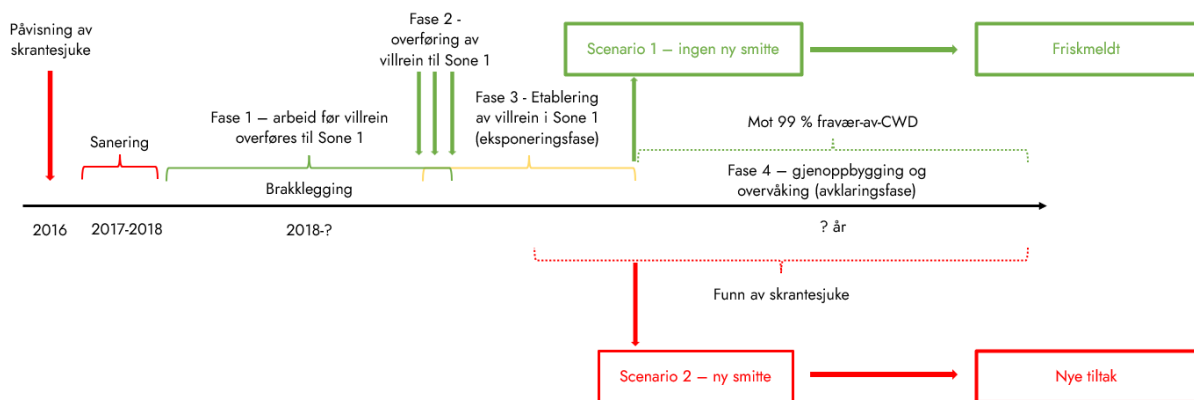 Påvisning av
skrantesjuke
Fase 2 -
overføring av
villrein til Sone 1
Scenario 1 – ingen ny smitte
Friskmeldt
Sanering
Fase 1 – arbeid før villrein
overføres til Sone 1
Fase 3 - Etablering
av villrein i Sone 1
(eksponeringsfase)
Mot 99 % fravær-av-CWD
Brakklegging
Fase 4 – gjenoppbygging og
overvåking (avklaringsfase)
2016
2017-2018
2018-?
? år
Funn av skrantesjuke
Scenario 2 – ny smitte
Nye tiltak